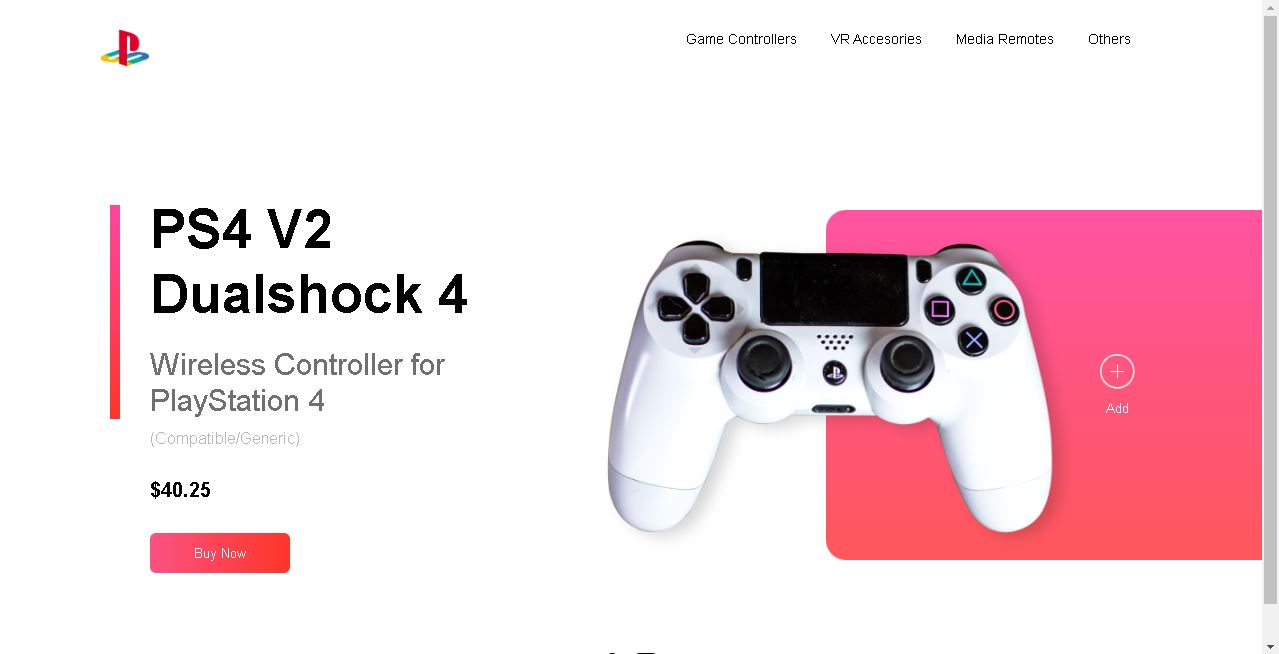 Game Controllers VR Accesories Media Remotes Others
PS4 V2
Dualshock 4
Wireless Controller for
PlayStation 4
(Compatible/Generic)
$40.25
Buy Now
Add